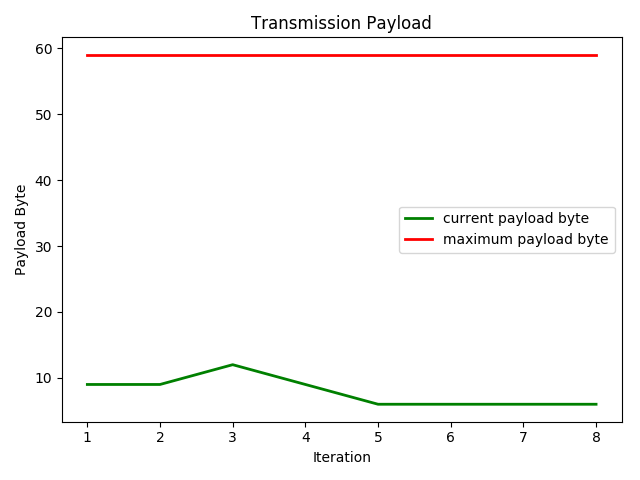 Transmission Payload
Payload Byte
60
50
40
30
20
10
current payload byte
maximum payload byte
1 2 3 4 5 6 7 8
Iteration